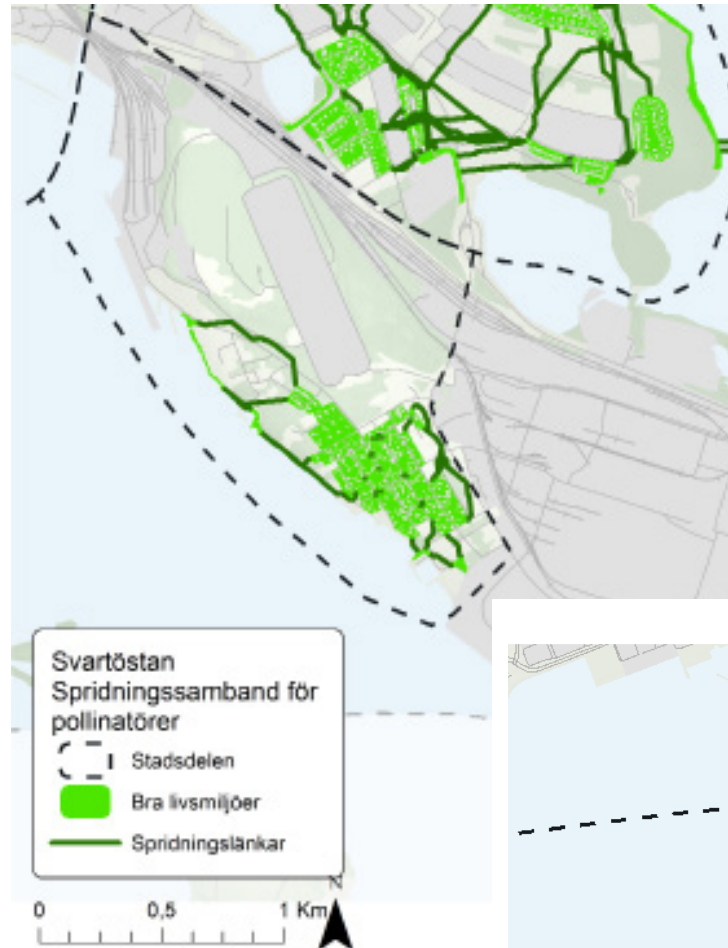 Svartöstan
Spridningssamband för
pollinatörer
Stadsdelen
Bra livsmiljöer
Spridningslänkar
0 0,5 1 Km
N